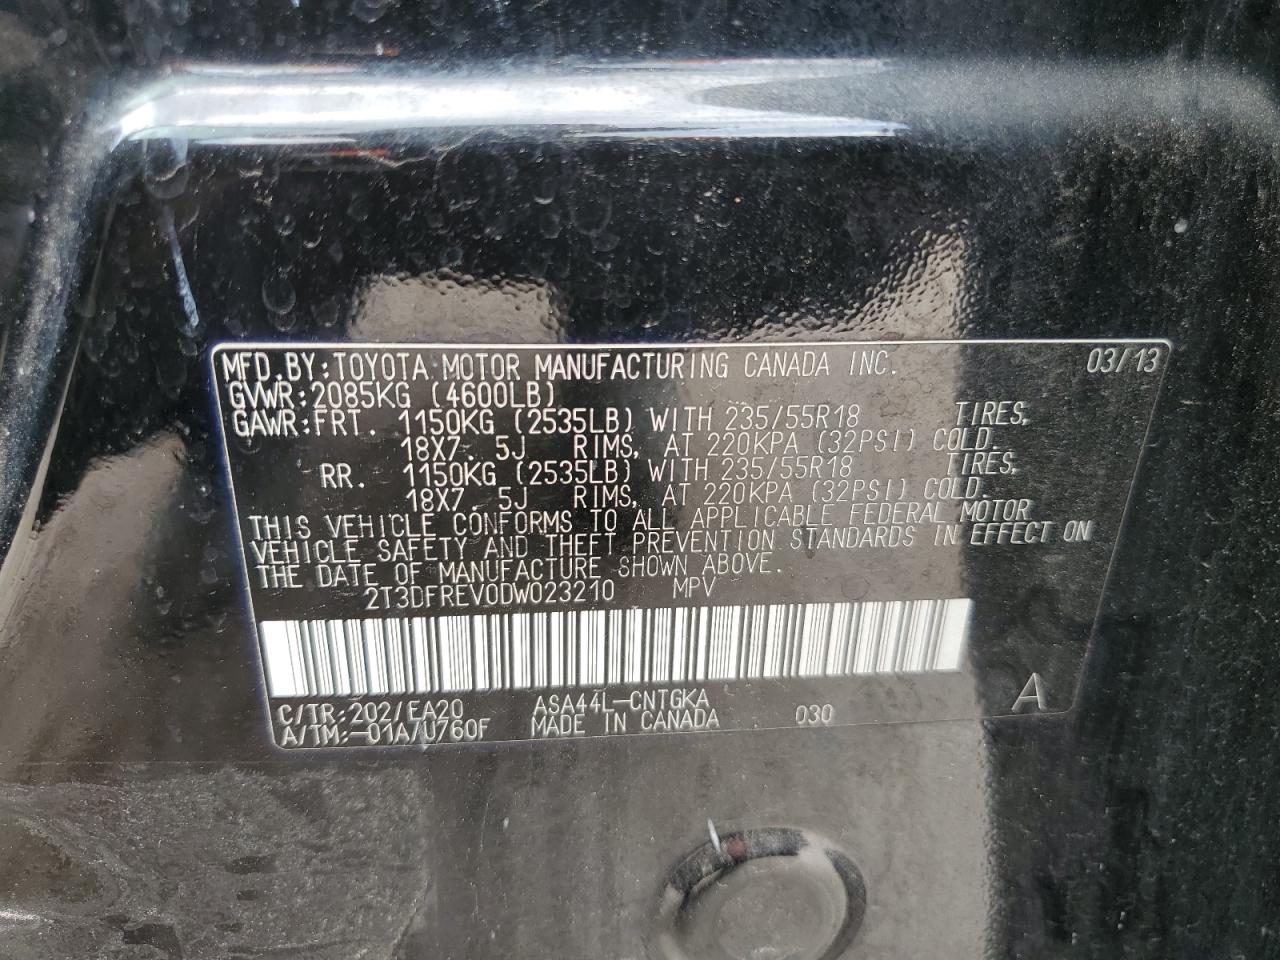 MFD.BY:TOYOTA MOTOR MANUFACTURING CANADA INC. 03/13
GVWR:2085KG (4600LB)
GAWR:FRT. 1150KG (2535LB) WITH 235/55R18 TIRES,
18X7. 5J RIMS, AT 220KPA (32PSI) COLD.
RR. 1150KG (2535LB) WITH 235/55R18 TIRES,
18X7. 5J RIMS, AT 220KPA (32PSI) COLD.
THIS VEHICLE CONFORMS TO ALL APPLICABLE FEDERAL MOTOR
VEHICLE SAFETY AND THEFT PREVENTION STANDARDS IN EFFECT ON
THE DATE OF MANUFACTURE SHOWN ABOVE.
2T3DFREV0DW023210 MPV
C/TR:202/EA20 ASA44L-CNTGKA A
A/TM:-01A/U760F MADE IN CANADA 030